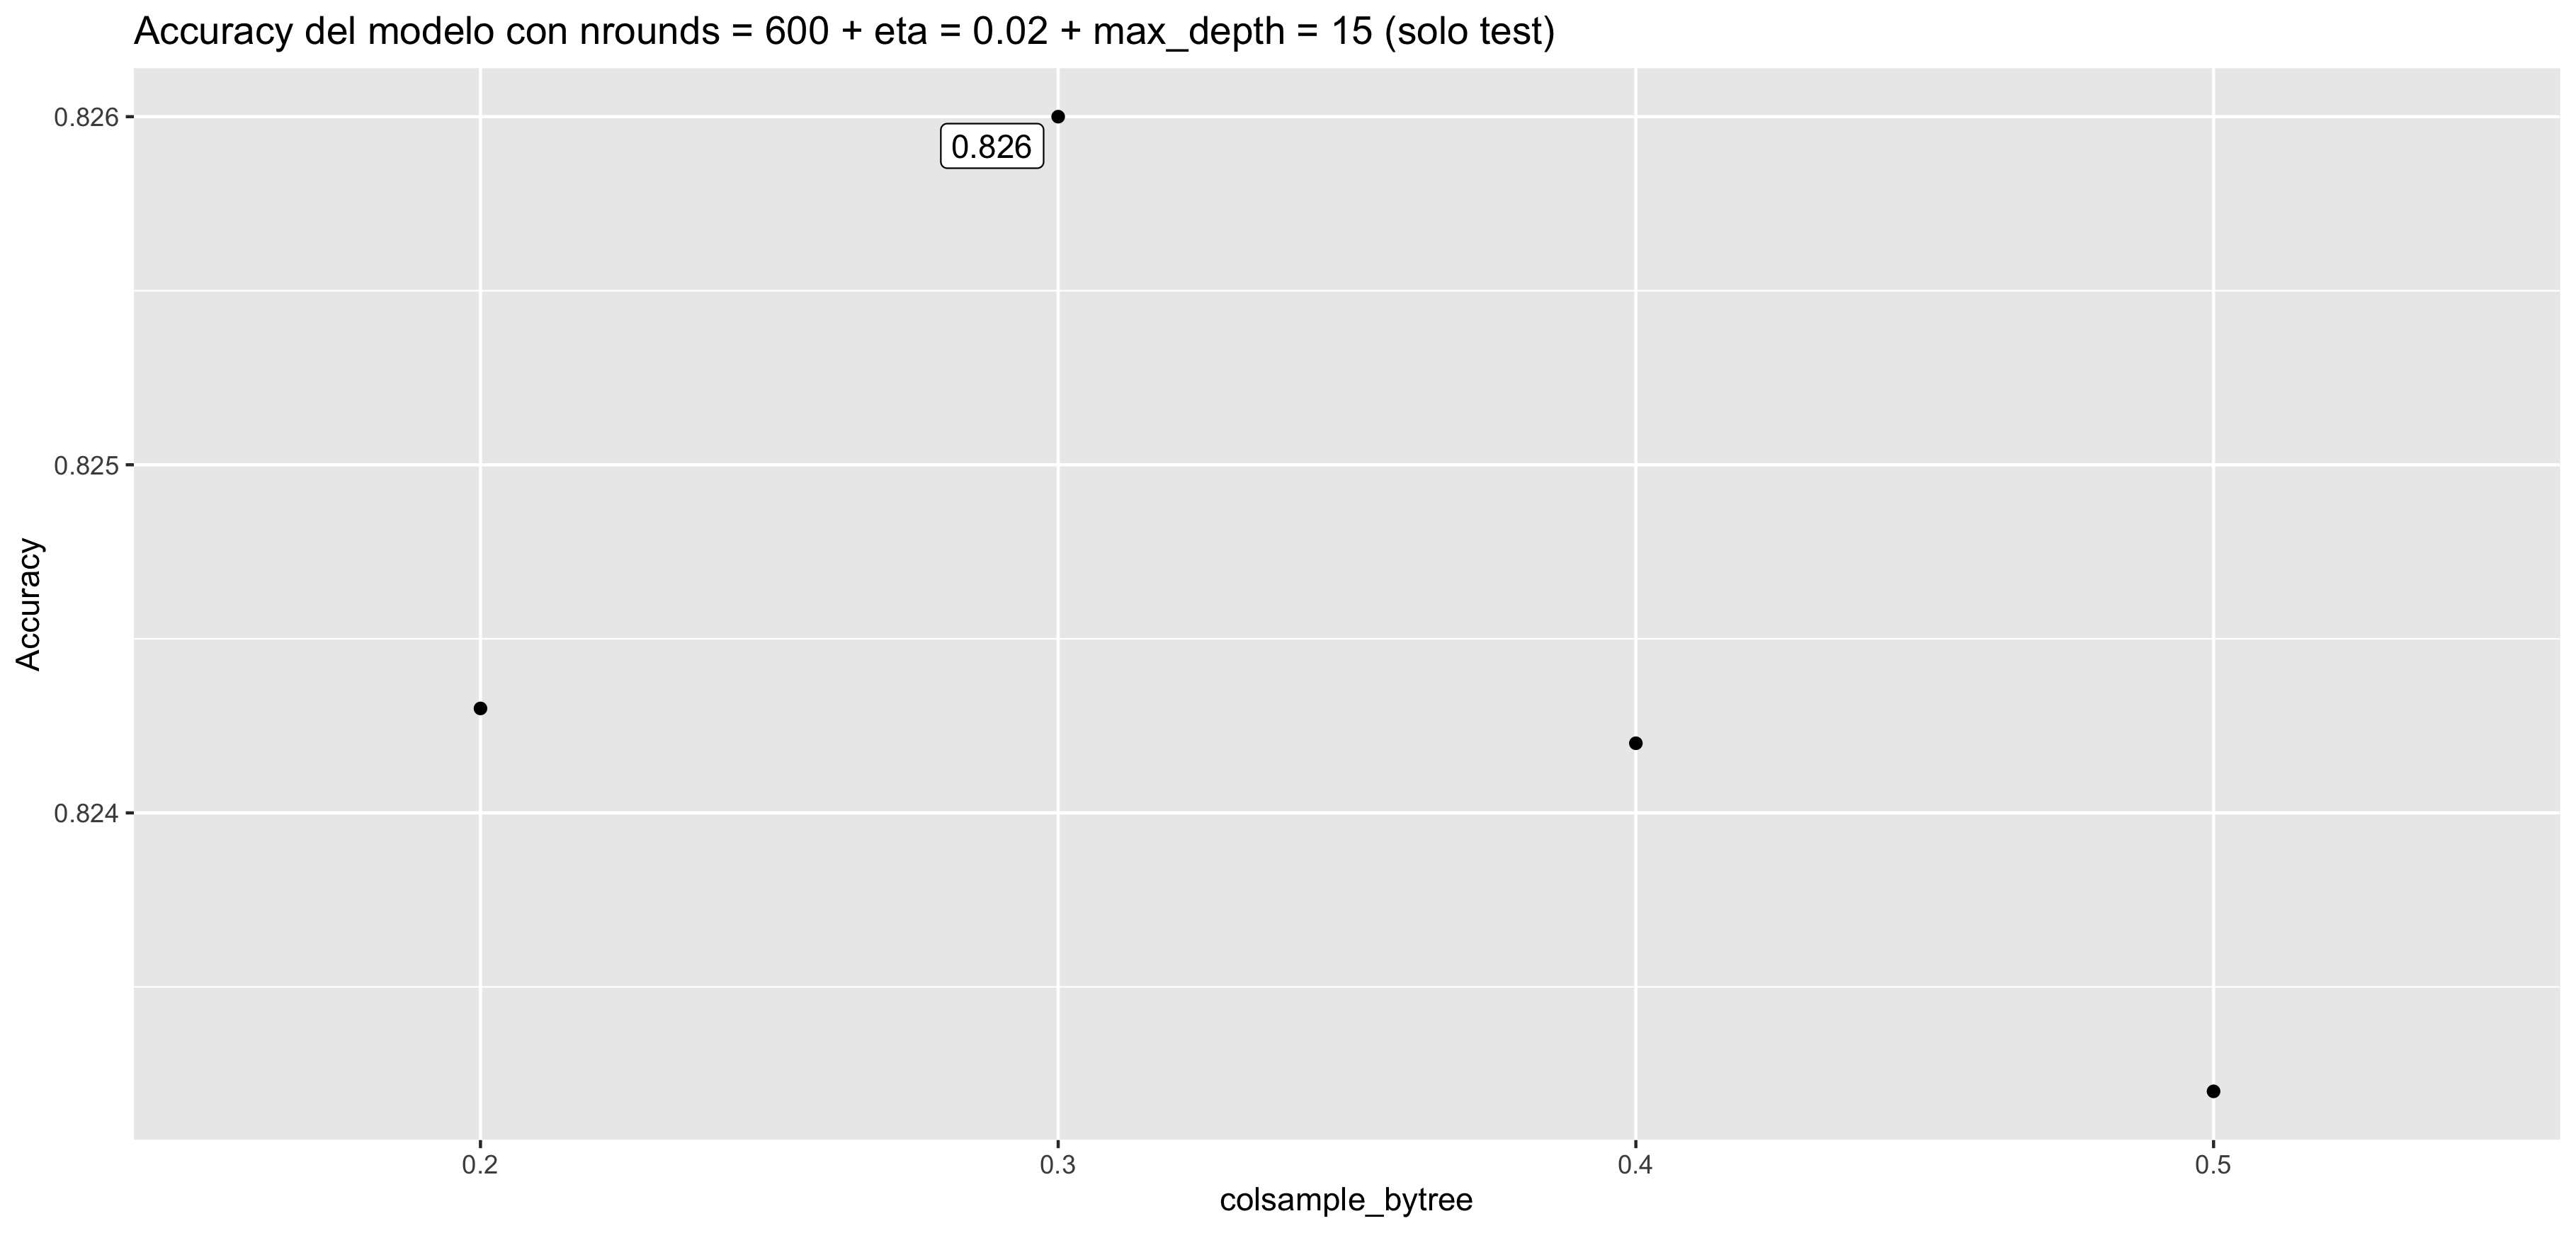 Accuracy del modelo con nrounds = 600 + eta = 0.02 + max_depth = 15 (solo test)
0.826
0.826
0.825
Accuracy
0.824
0.2
0.3
0.4
0.5
colsample_bytree